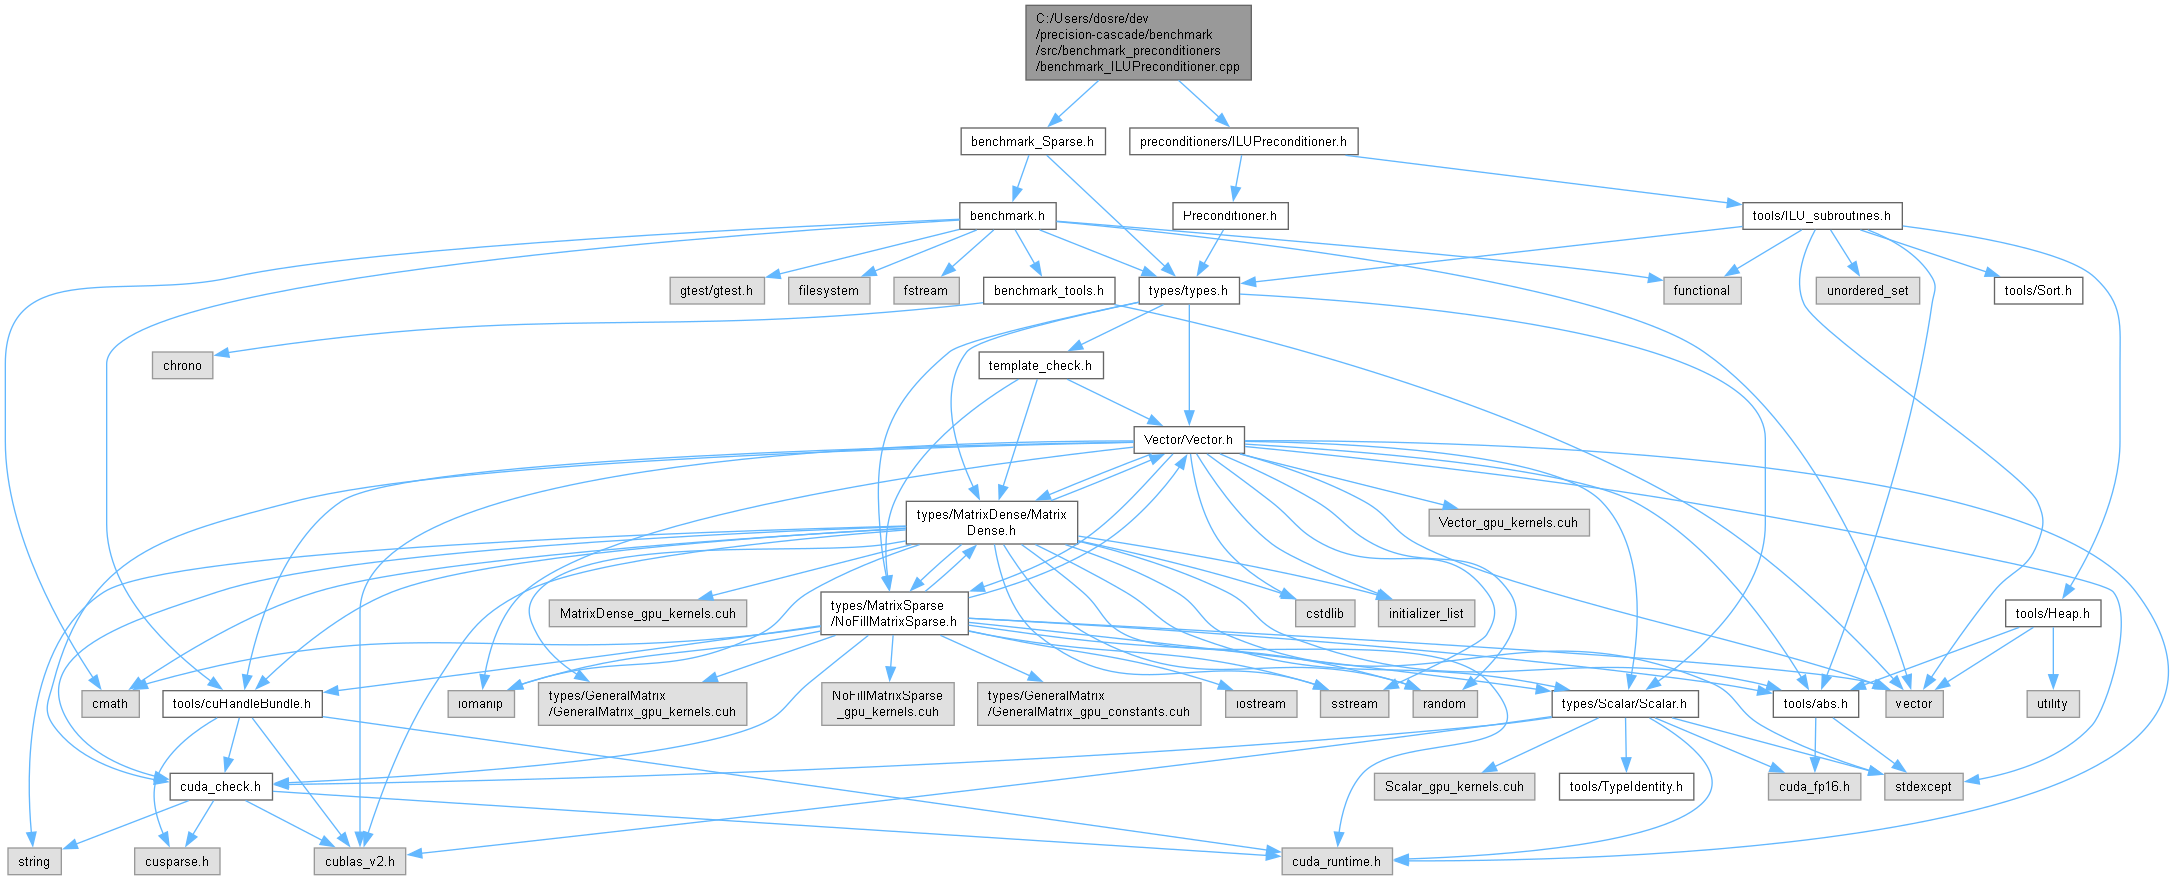 C:/Users/dosre/dev
/precision-cascade/benchmark
/src/benchmark_preconditioners
/benchmark_ILUPreconditioner.cpp
benchmark_Sparse.h
preconditioners/ILUPreconditioner.h
benchmark.h
Preconditioner.h
tools/ILU_subroutines.h
gtest/gtest.h
filesystem
fstream
benchmark_tools.h
types/types.h
functional
unordered_set
tools/Sort.h
chrono
template_check.h
Vector/Vector.h
types/MatrixDense/Matrix
Dense.h
Vector_gpu_kernels.cuh
MatrixDense_gpu_kernels.cuh
types/MatrixSparse
/NoFillMatrixSparse.h
cstdlib
initializer_list
tools/Heap.h
cmath
tools/cuHandleBundle.h
iomanip
types/GeneralMatrix
/GeneralMatrix_gpu_kernels.cuh
NoFillMatrixSparse
_gpu_kernels.cuh
types/GeneralMatrix
/GeneralMatrix_gpu_constants.cuh
iostream
sstream
random
types/Scalar/Scalar.h
tools/abs.h
vector
utility
cuda_check.h
Scalar_gpu_kernels.cuh
tools/TypeIdentity.h
cuda_fp16.h
stdexcept
string
cusparse.h
cublas_v2.h
cuda_runtime.h